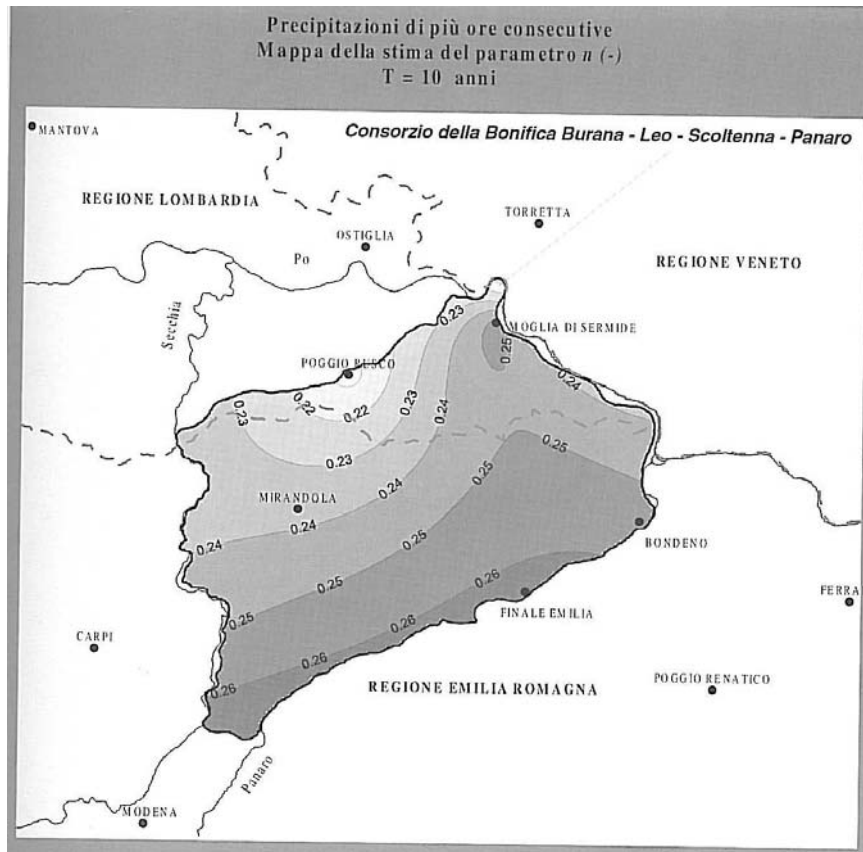 Precipitazioni di più ore consecutive
Mappa della stima del parametro n (-)
T = 10 anni
MANTOVA
Consorzio della Bonifica Burana - Leo - Scoltenna - Panaro
REGIONE LOMBARDIA
TORRETTA
OSTIGLIA
Po
REGIONE VENETO
Secchia
0.23
MOGLIA DI SERMIDE
0.25
POGGIO RUSCO
0.24
0.22
0.22
0.23
0.23
0.24
0.23
0.25
0.24
0.25
MIRANDOLA
0.24
0.24
0.25
BONDENO
0.25
0.26
0.25
FINALE EMILIA
FERRA
0.26
CARPI
0.26
0.26
REGIONE EMILIA ROMAGNA
POGGIO RENATICO
Panaro
MODENA